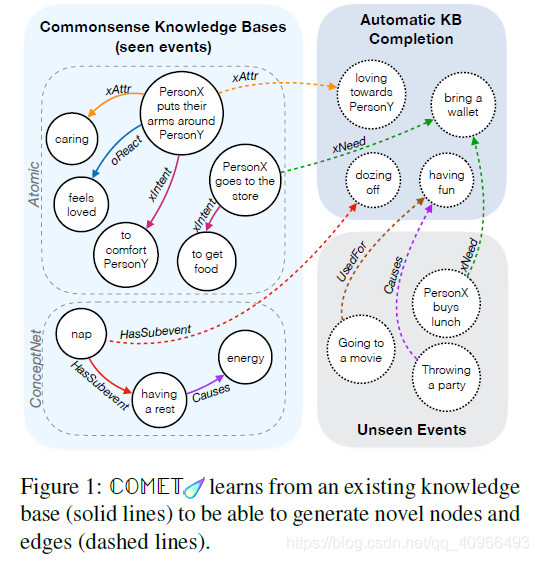 Commonsense Knowledge Bases
(seen events)
Automatic KB
Completion
Atomic
PersonX
puts their
arms around
PersonY
xAttr
caring
oReact
feels
loved
xIntent
to
comfort
PersonY
xAttr
loving
towards
PersonY
PersonX
goes to the
store
xIntent
to get
food
xNeed
bring a
wallet
dozing
off
having
fun
ConceptNet
nap
HasSubevent
HasSubevent
having
a rest
Causes
energy
UsedFor
Causes
xNeed
Going to
a movie
PersonX
buys
lunch
Throwing
a party
Unseen Events
Figure 1: COMET learns from an existing knowledge
base (solid lines) to be able to generate novel nodes and
edges (dashed lines).
https://blog.csdn.net/qq_40966493